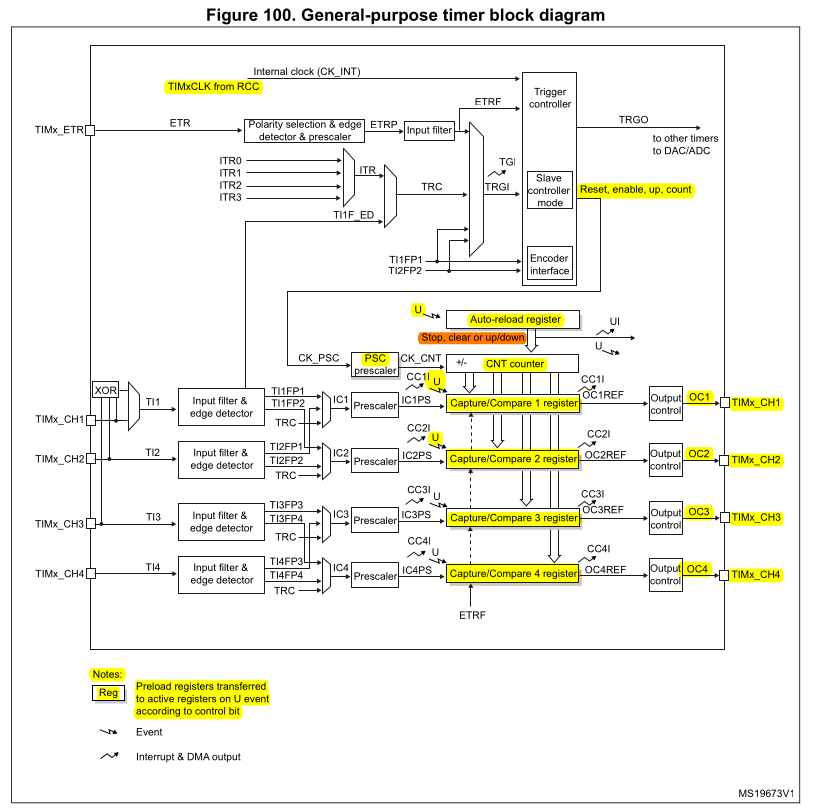 Figure 100. General-purpose timer block diagram
Internal clock (CK_INT)
TIMxCLK from RCC
Trigger
controller
ETRF
TIMx_ETR
ETR
Polarity selection & edge
detector & prescaler
ETRP
Input filter
TRGO
to other timers
to DAC/ADC
ITR0
ITR1
ITR2
ITR3
ITR
TRC
TI1F_ED
TGI
TRGI
Slave
controller
mode
Reset, enable, up, count
TI1FP1
TI2FP2
Encoder
interface
U
Auto-reload register
UI
Stop, clear or up/down
U
CK_PSC
PSC
prescaler
CK_CNT
+/-
CNT counter
XOR
TI1
TIMx_CH1
Input filter &
edge detector
TI1FP1
TI1FP2
TRC
IC1
Prescaler
CC1I
U
IC1PS
Capture/Compare 1 register
CC1I
OC1REF
Output
control
OC1
TIMx_CH1
TIMx_CH2
TI2
Input filter &
edge detector
TI2FP1
TI2FP2
TRC
IC2
Prescaler
CC2I
U
IC2PS
Capture/Compare 2 register
CC2I
OC2REF
Output
control
OC2
TIMx_CH2
TIMx_CH3
TI3
Input filter &
edge detector
TI3FP3
TI3FP4
TRC
IC3
Prescaler
CC3I
U
IC3PS
Capture/Compare 3 register
CC3I
OC3REF
Output
control
OC3
TIMx_CH3
TIMx_CH4
TI4
Input filter &
edge detector
TI4FP3
TI4FP4
TRC
IC4
Prescaler
CC4I
U
IC4PS
Capture/Compare 4 register
CC4I
OC4REF
Output
control
OC4
TIMx_CH4
ETRF
Notes:
Reg
Preload registers transferred
to active registers on U event
according to control bit
Event
Interrupt & DMA output
MS19673V1